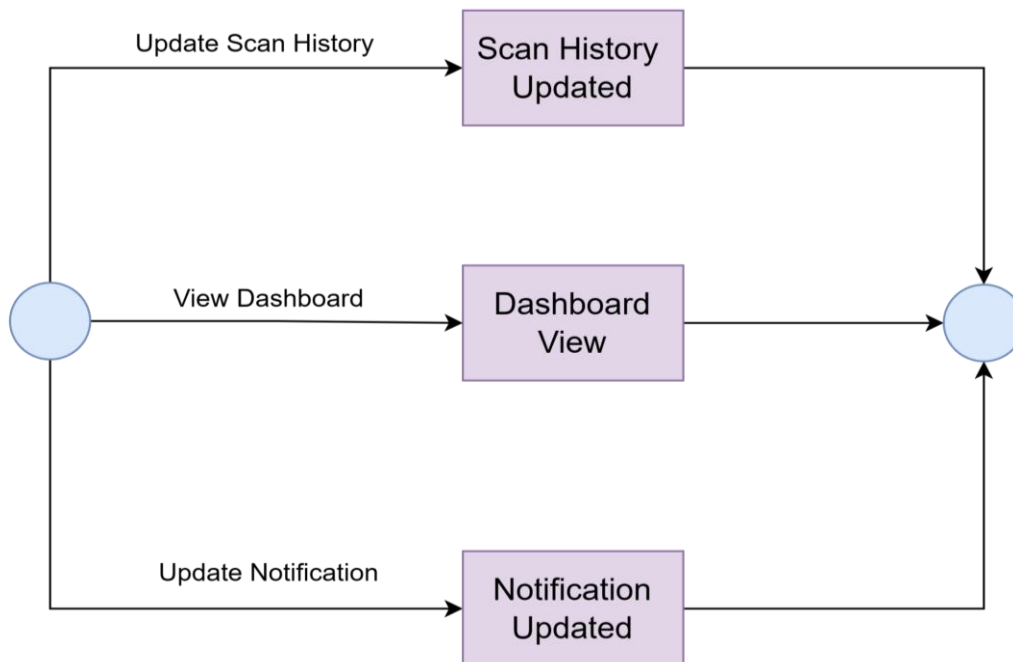 Update Scan History
Scan History
Updated
View Dashboard
Dashboard
View
Update Notification
Notification
Updated